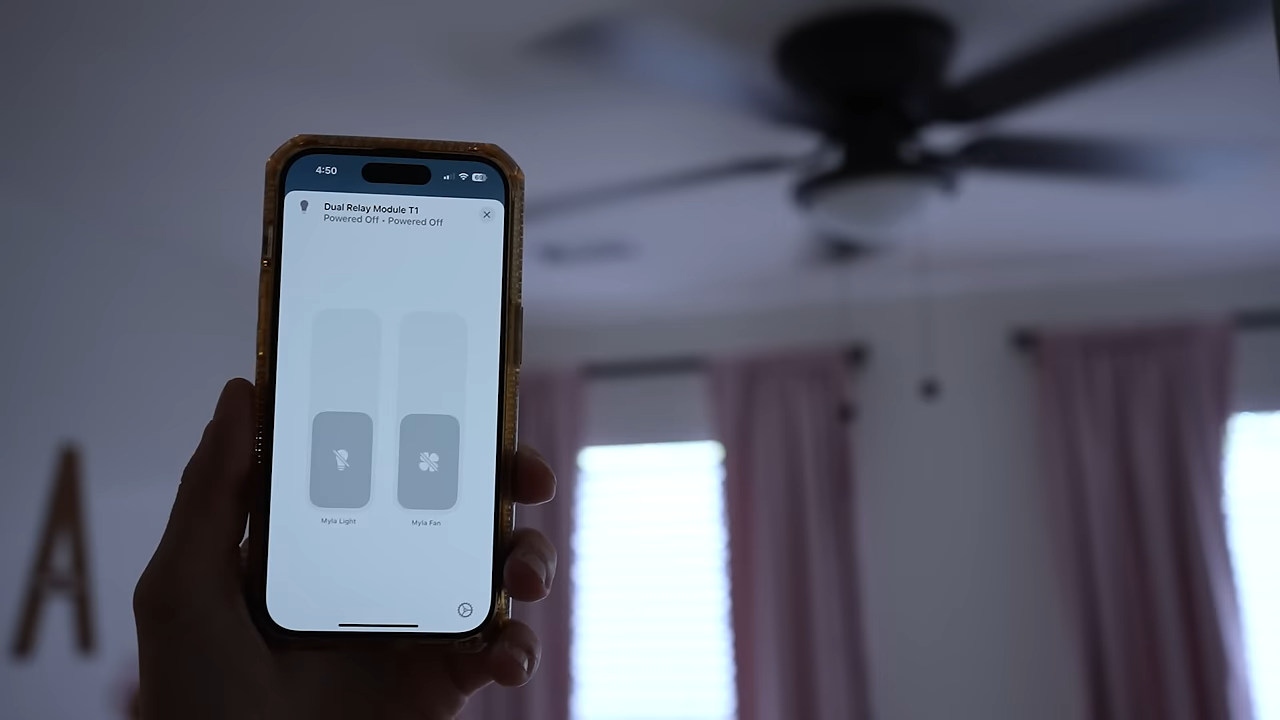 4:50
Dual Relay Module T1
Powered Off • Powered Off
Myla Light
Myla Fan
A